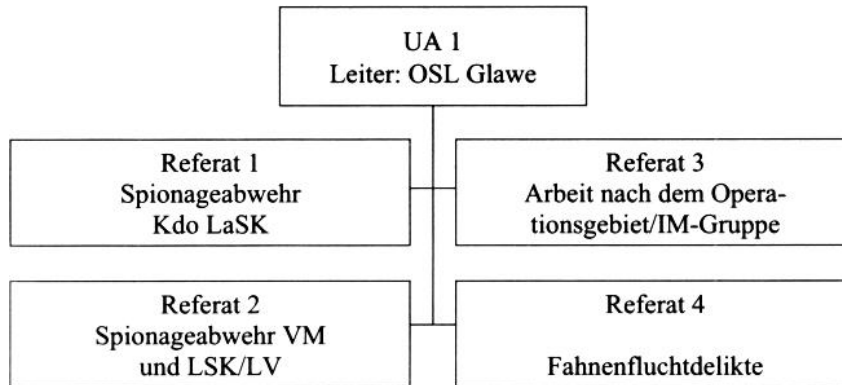 UA 1
Leiter: OSL Glawe
Referat 1
Spionageabwehr
Kdo LaSK
Referat 3
Arbeit nach dem Opera-
tionsgebiet/IM-Gruppe
Referat 2
Spionageabwehr VM
und LSK/LV
Referat 4
Fahnenfluchtdelikte